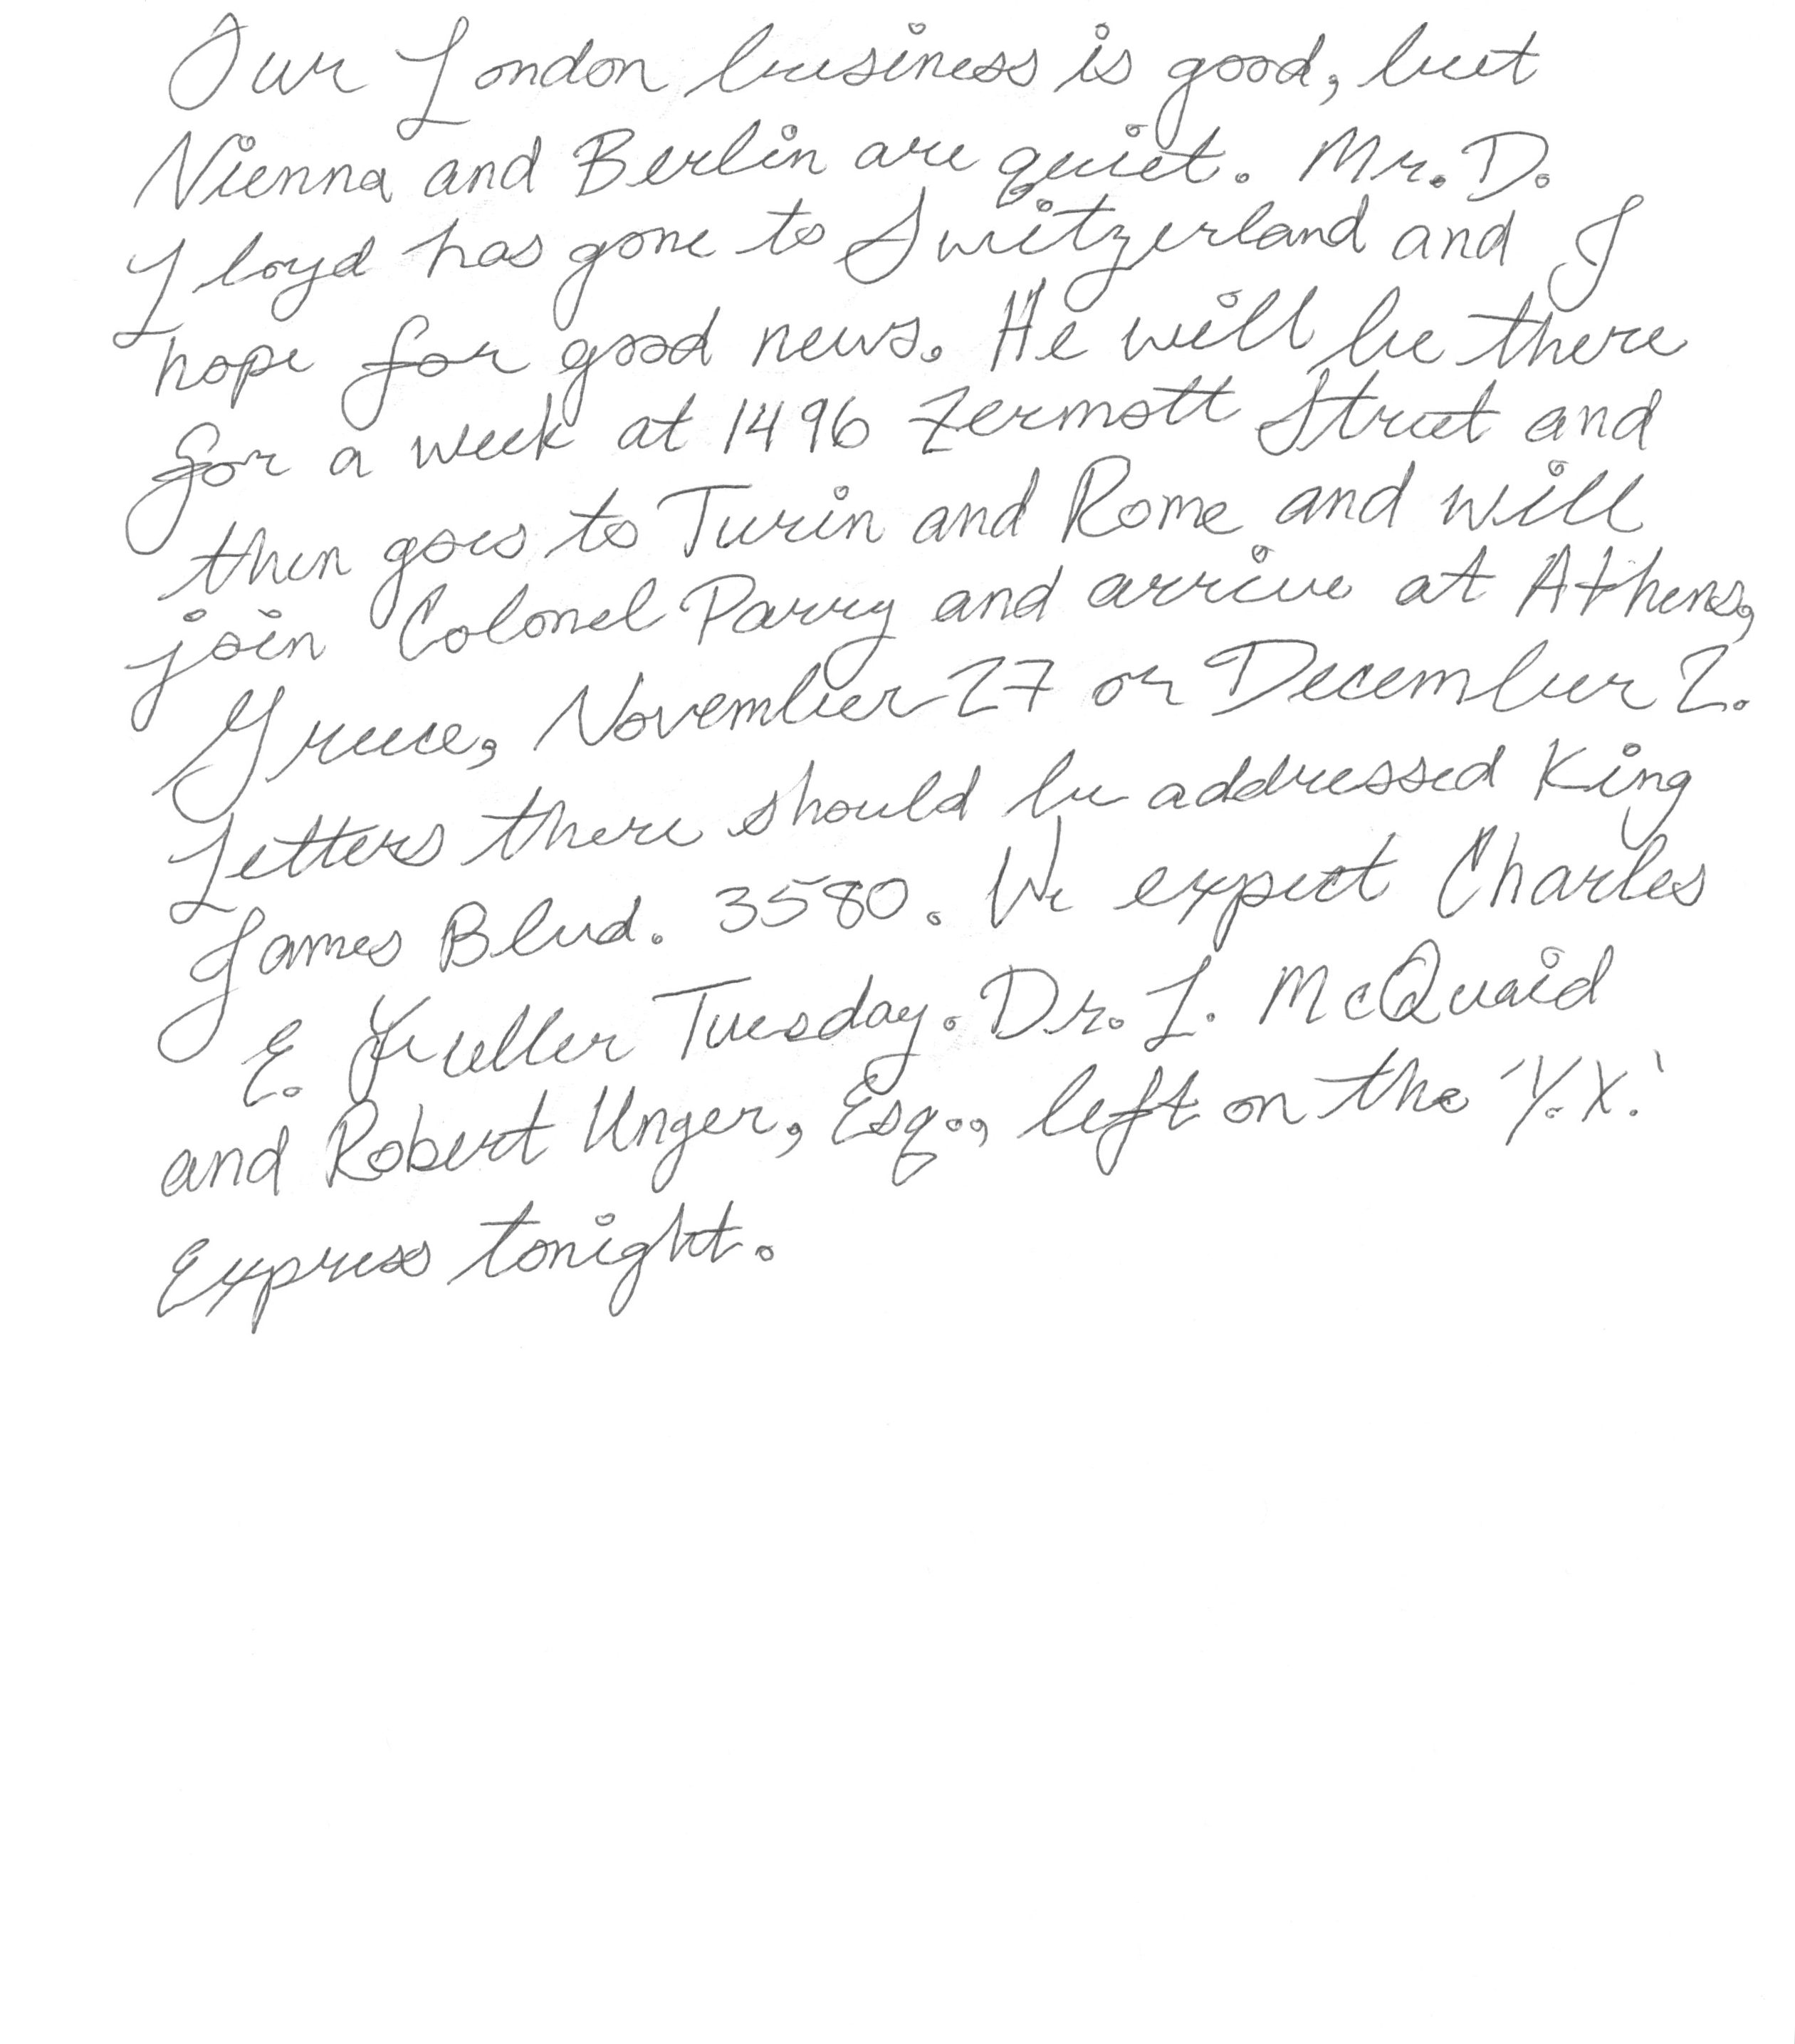 Our London business is good, but
Vienna and Berlin are quiet. Mr. D.
Lloyd has gone to Switzerland and I
hope for good news. He will be there
for a week at 1496 Zermott Street and
then goes to Turin and Rome and will
join Colonel Parry and arrive at Athens,
Greece, November 27 or December 2.
Letters there should be addressed King
James Blvd. 3580. We expect Charles
E. Fuller Tuesday. Dr. L. McQuaid
and Robert Unger, Esq., left on the 'Y.X.'
Express tonight.